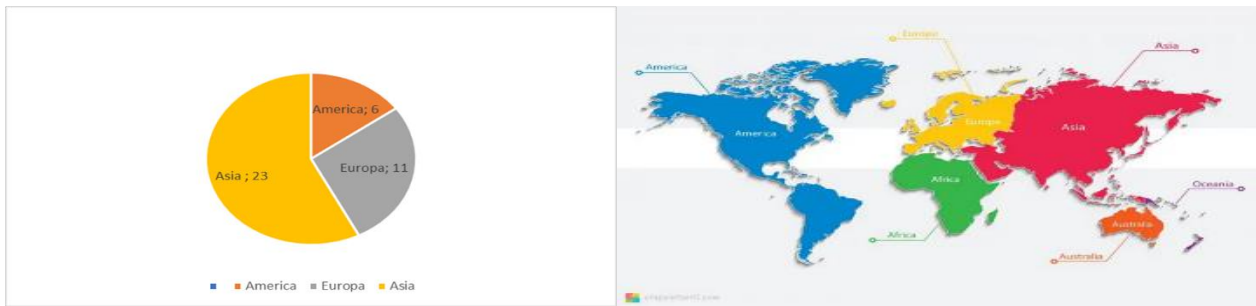 America; 6
Europa; 11
Asia ; 23
America Europa Asia
Europe
Asia
America
America
Europe
Asia
Africa
Oceania
Australia
Africa
Australia